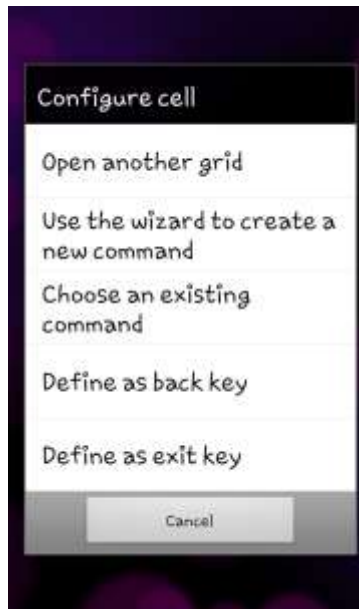 Configure cell
Open another grid
Use the wizard to create a
new command
Choose an existing
command
Define as back key
Define as exit key
Cancel